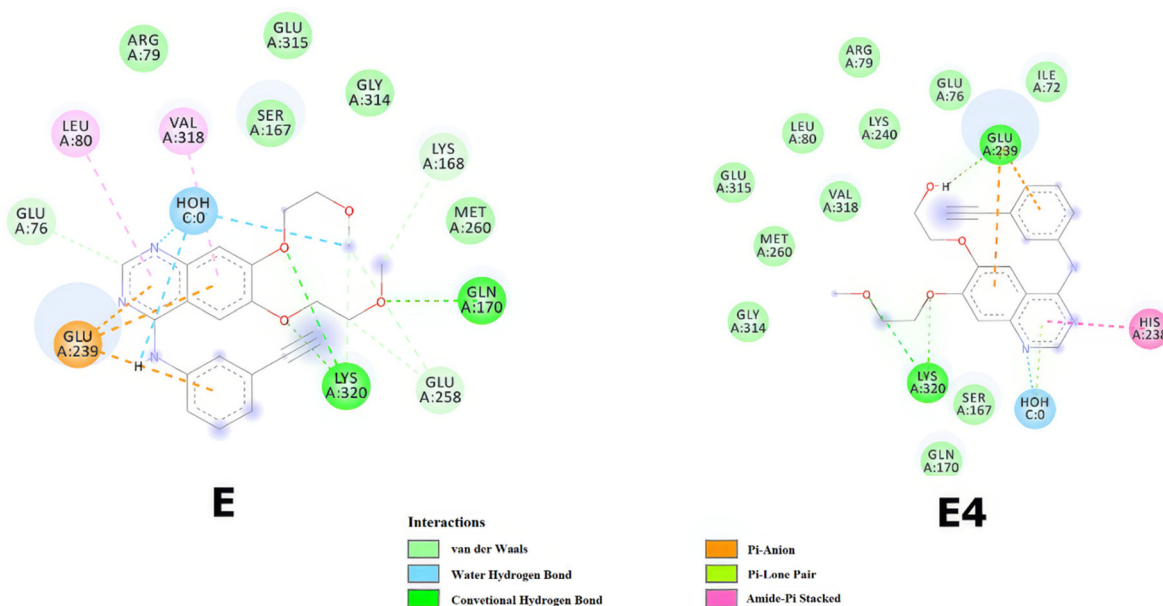 ARG
A:79
GLU
A:315
GLY
A:314
LEU
A:80
VAL
A:318
SER
A:167
LYS
A:168
GLU
A:76
HOH
C:0
MET
A:260
GLN
A:170
GLU
A:239
LYS
A:320
GLU
A:258
N
N
N
H
O
O
O
O
E
ARG
A:79
GLU
A:76
ILE
A:72
LEU
A:80
LYS
A:240
GLU
A:239
GLU
A:315
VAL
A:318
MET
A:260
GLY
A:314
HIS
A:238
LYS
A:320
SER
A:167
HOH
C:0
GLN
A:170
O
H
O
O
O
N
N
E4
Interactions
van der Waals
Water Hydrogen Bond
Convetional Hydrogen Bond
Pi-Anion
Pi-Lone Pair
Amide-Pi Stacked